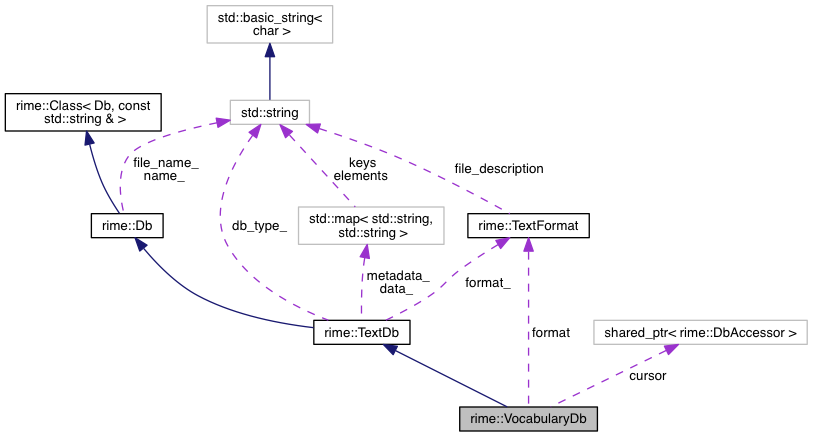 std::basic_string<
char >
rime::Class< Db, const
std::string & >
std::string
file_name_
name_
keys
elements
file_description
rime::Db
db_type_
std::map< std::string,
std::string >
rime::TextFormat
metadata_
data_
format_
rime::TextDb
format
shared_ptr< rime::DbAccessor >
cursor
rime::VocabularyDb